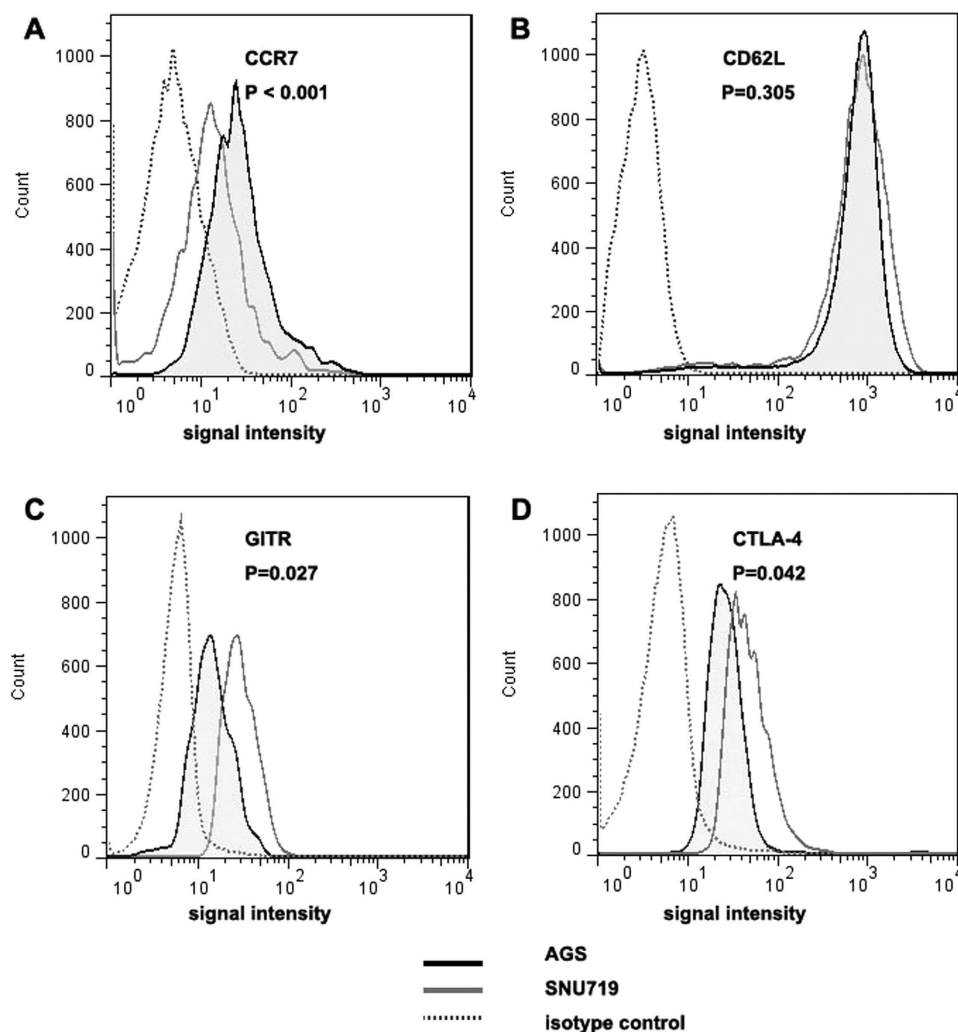 A
CCR7
P < 0.001
Count
1000
800
600
400
200
0
10^0 10^1 10^2 10^3 10^4
signal intensity
B
CD62L
P=0.305
Count
1000
800
600
400
200
0
10^0 10^1 10^2 10^3 10^4
signal intensity
C
GITR
P=0.027
Count
1000
800
600
400
200
0
10^0 10^1 10^2 10^3 10^4
signal intensity
D
CTLA-4
P=0.042
Count
1000
800
600
400
200
0
10^0 10^1 10^2 10^3 10^4
signal intensity
AGS
SNU719
isotype control